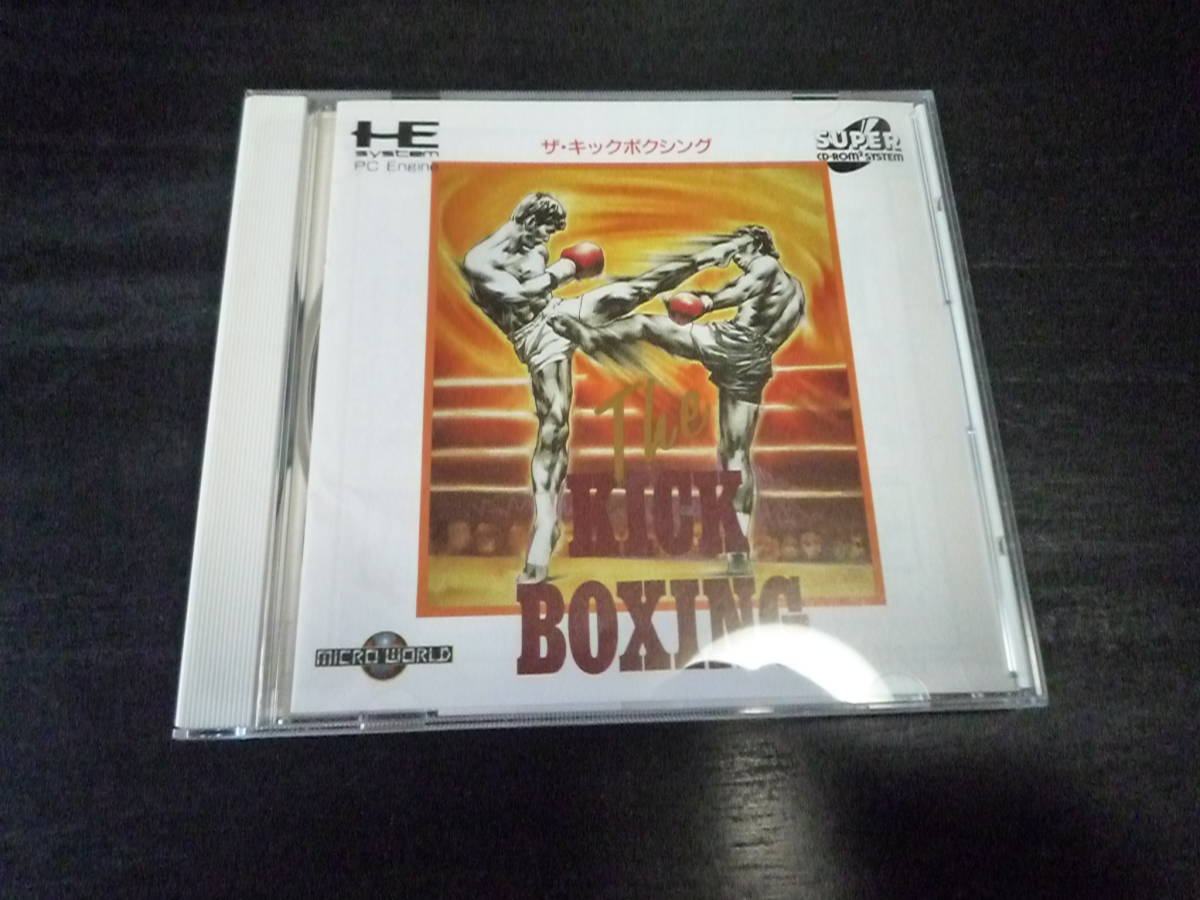 HE
system
PC Engine
ザ・キックボクシング
SUPER
CD-ROM² SYSTEM
The
KICK
BOXING
MICRO WORLD